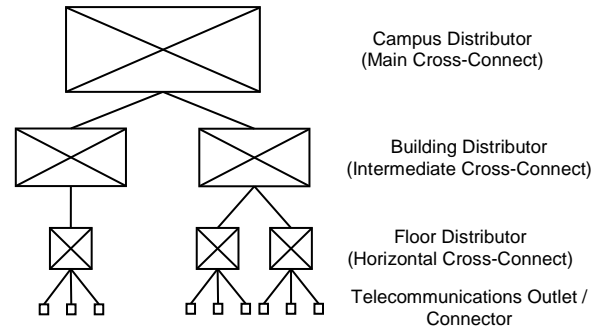 Campus Distributor
(Main Cross-Connect)
Building Distributor
(Intermediate Cross-Connect)
Floor Distributor
(Horizontal Cross-Connect)
Telecommunications Outlet /
Connector